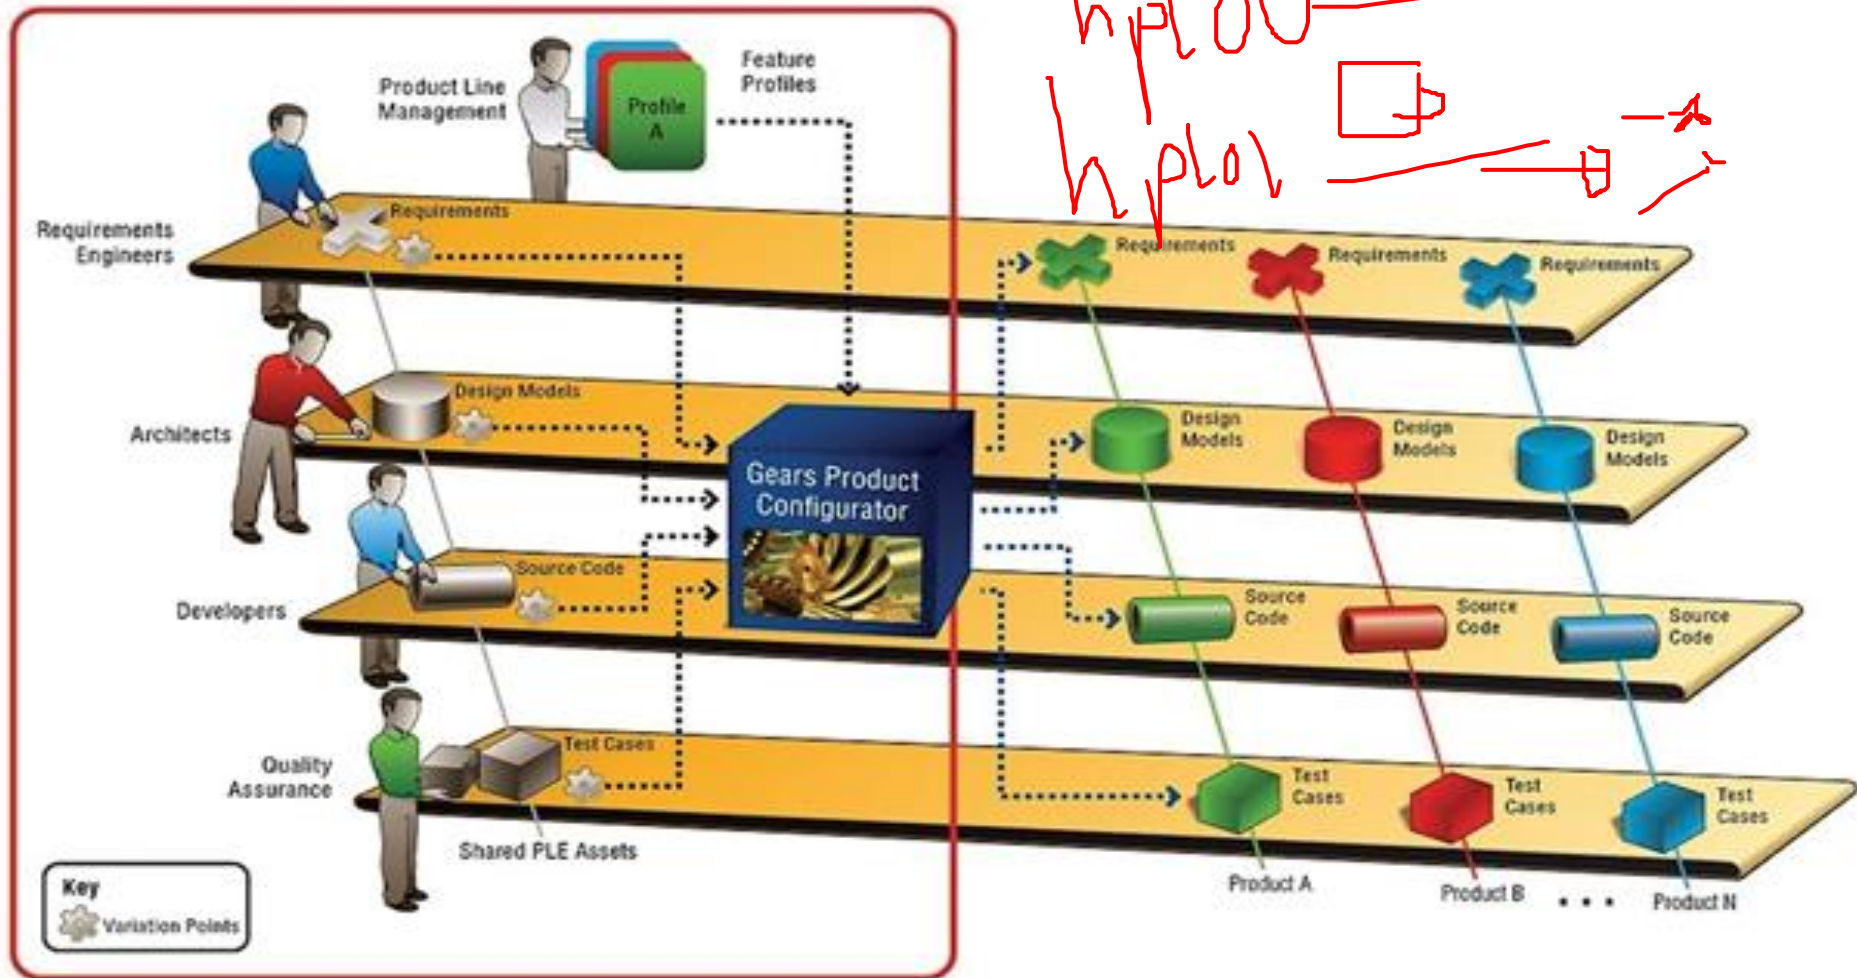 Product Line
Management
Feature
Profiles
Profile
A
Requirements
Engineers
Requirements
Requirements
Requirements
Requirements
Architects
Design Models
Gears Product
Configurator
Design
Models
Design
Models
Design
Models
Developers
Source Code
Source
Code
Source
Code
Source
Code
Quality
Assurance
Test Cases
Test
Cases
Test
Cases
Test
Cases
Shared PLE Assets
Product A
Product B
...
Product N
Key
Variation Points